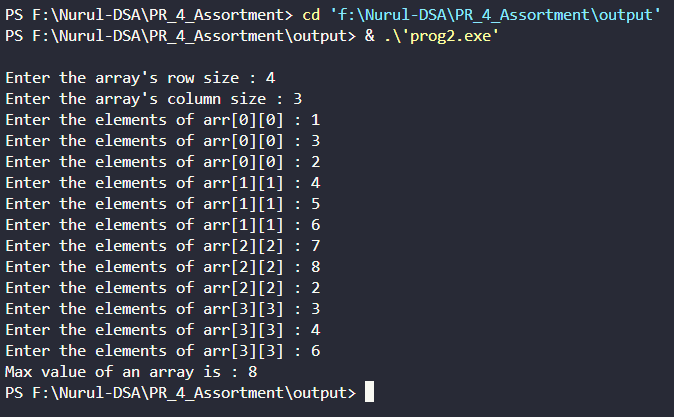 PS F:\Nurul-DSA\PR_4_Assortment> cd 'f:\Nurul-DSA\PR_4_Assortment\output'
PS F:\Nurul-DSA\PR_4_Assortment\output> & .\'prog2.exe'
Enter the array's row size : 4
Enter the array's column size : 3
Enter the elements of arr[0][0] : 1
Enter the elements of arr[0][0] : 3
Enter the elements of arr[0][0] : 2
Enter the elements of arr[1][1] : 4
Enter the elements of arr[1][1] : 5
Enter the elements of arr[1][1] : 6
Enter the elements of arr[2][2] : 7
Enter the elements of arr[2][2] : 8
Enter the elements of arr[2][2] : 2
Enter the elements of arr[3][3] : 3
Enter the elements of arr[3][3] : 4
Enter the elements of arr[3][3] : 6
Max value of an array is : 8
PS F:\Nurul-DSA\PR_4_Assortment\output>